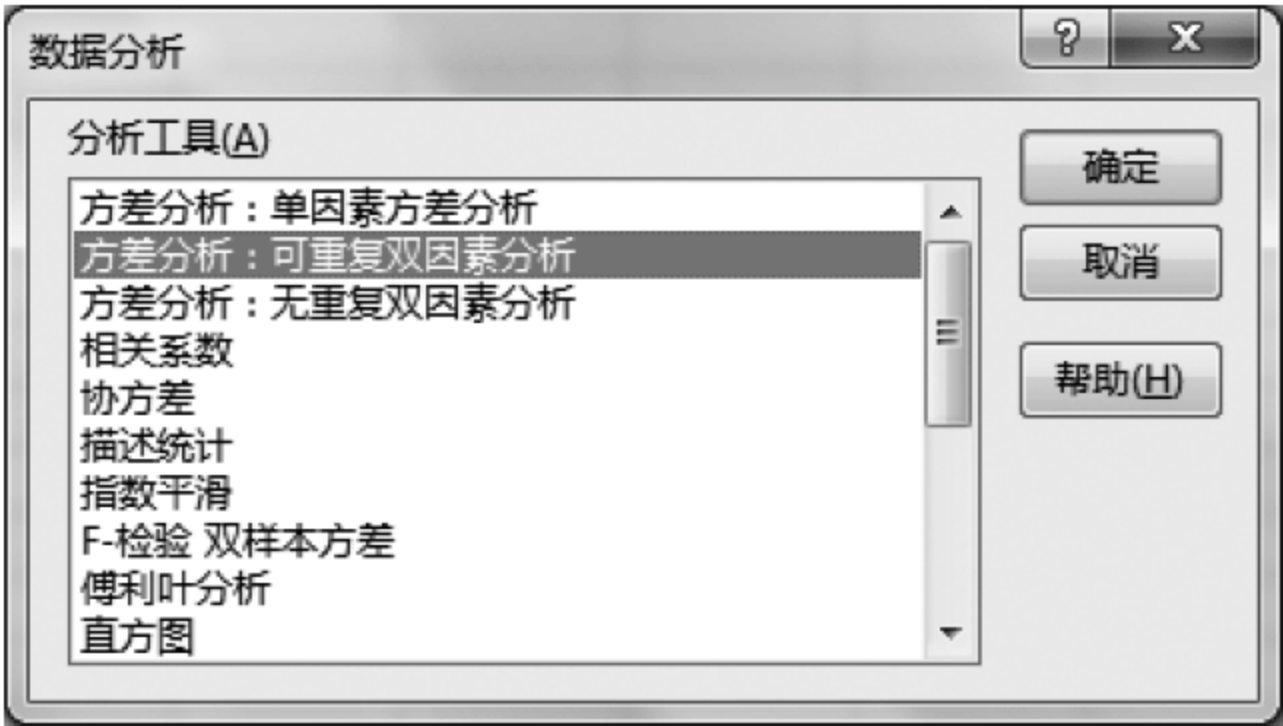 数据分析
分析工具(A)
方差分析：单因素方差分析
方差分析：可重复双因素分析
方差分析：无重复双因素分析
相关系数
协方差
描述统计
指数平滑
F-检验 双样本方差
傅利叶分析
直方图
确定
取消
帮助(H)